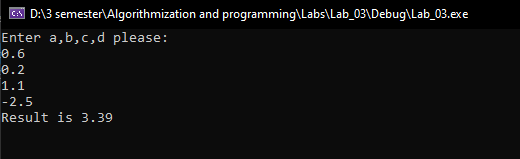 D:\3 semester\Algorithmization and programming\Labs\Lab_03\Debug\Lab_03.exe
Enter a,b,c,d please:
0.6
0.2
1.1
-2.5
Result is 3.39